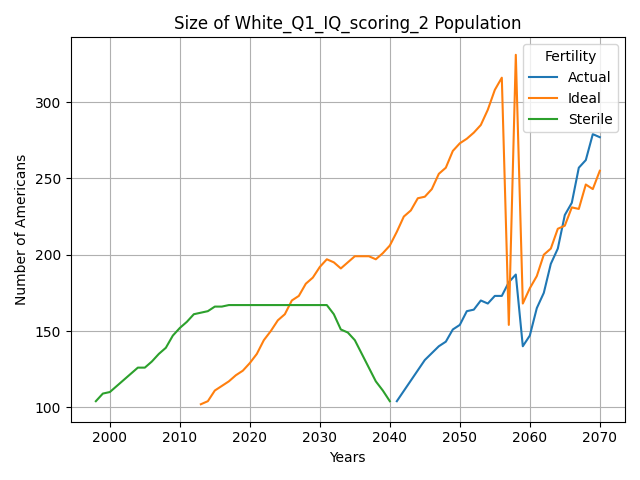 Size of White_Q1_IQ_scoring_2 Population
Fertility
Actual
Ideal
Sterile
Number of Americans
300
250
200
150
100
2000 2010 2020 2030 2040 2050 2060 2070
Years